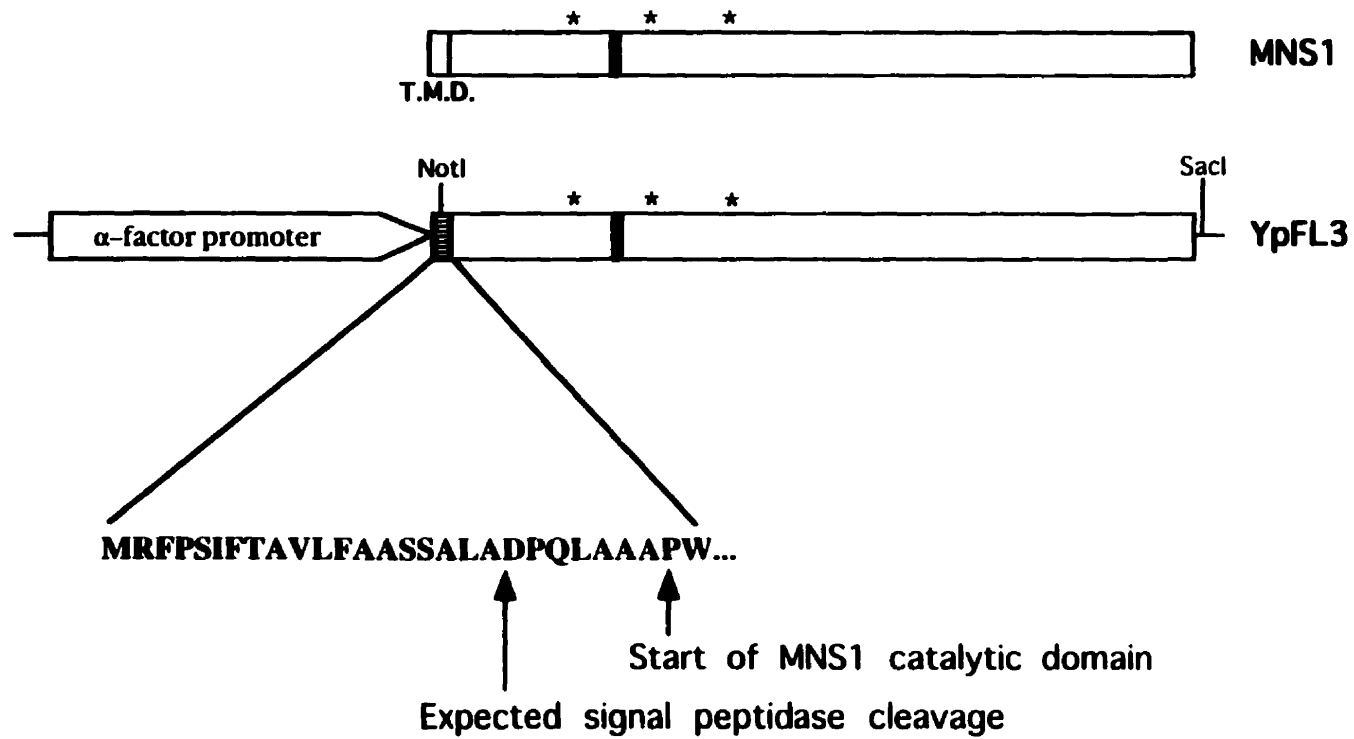 * * *
MNS1
T.M.D.
NotI
SacI
* * *
α-factor promoter
YpFL3
MRFPSIFTAVLFAASSALADPQLAAAPW...
Start of MNS1 catalytic domain
Expected signal peptidase cleavage